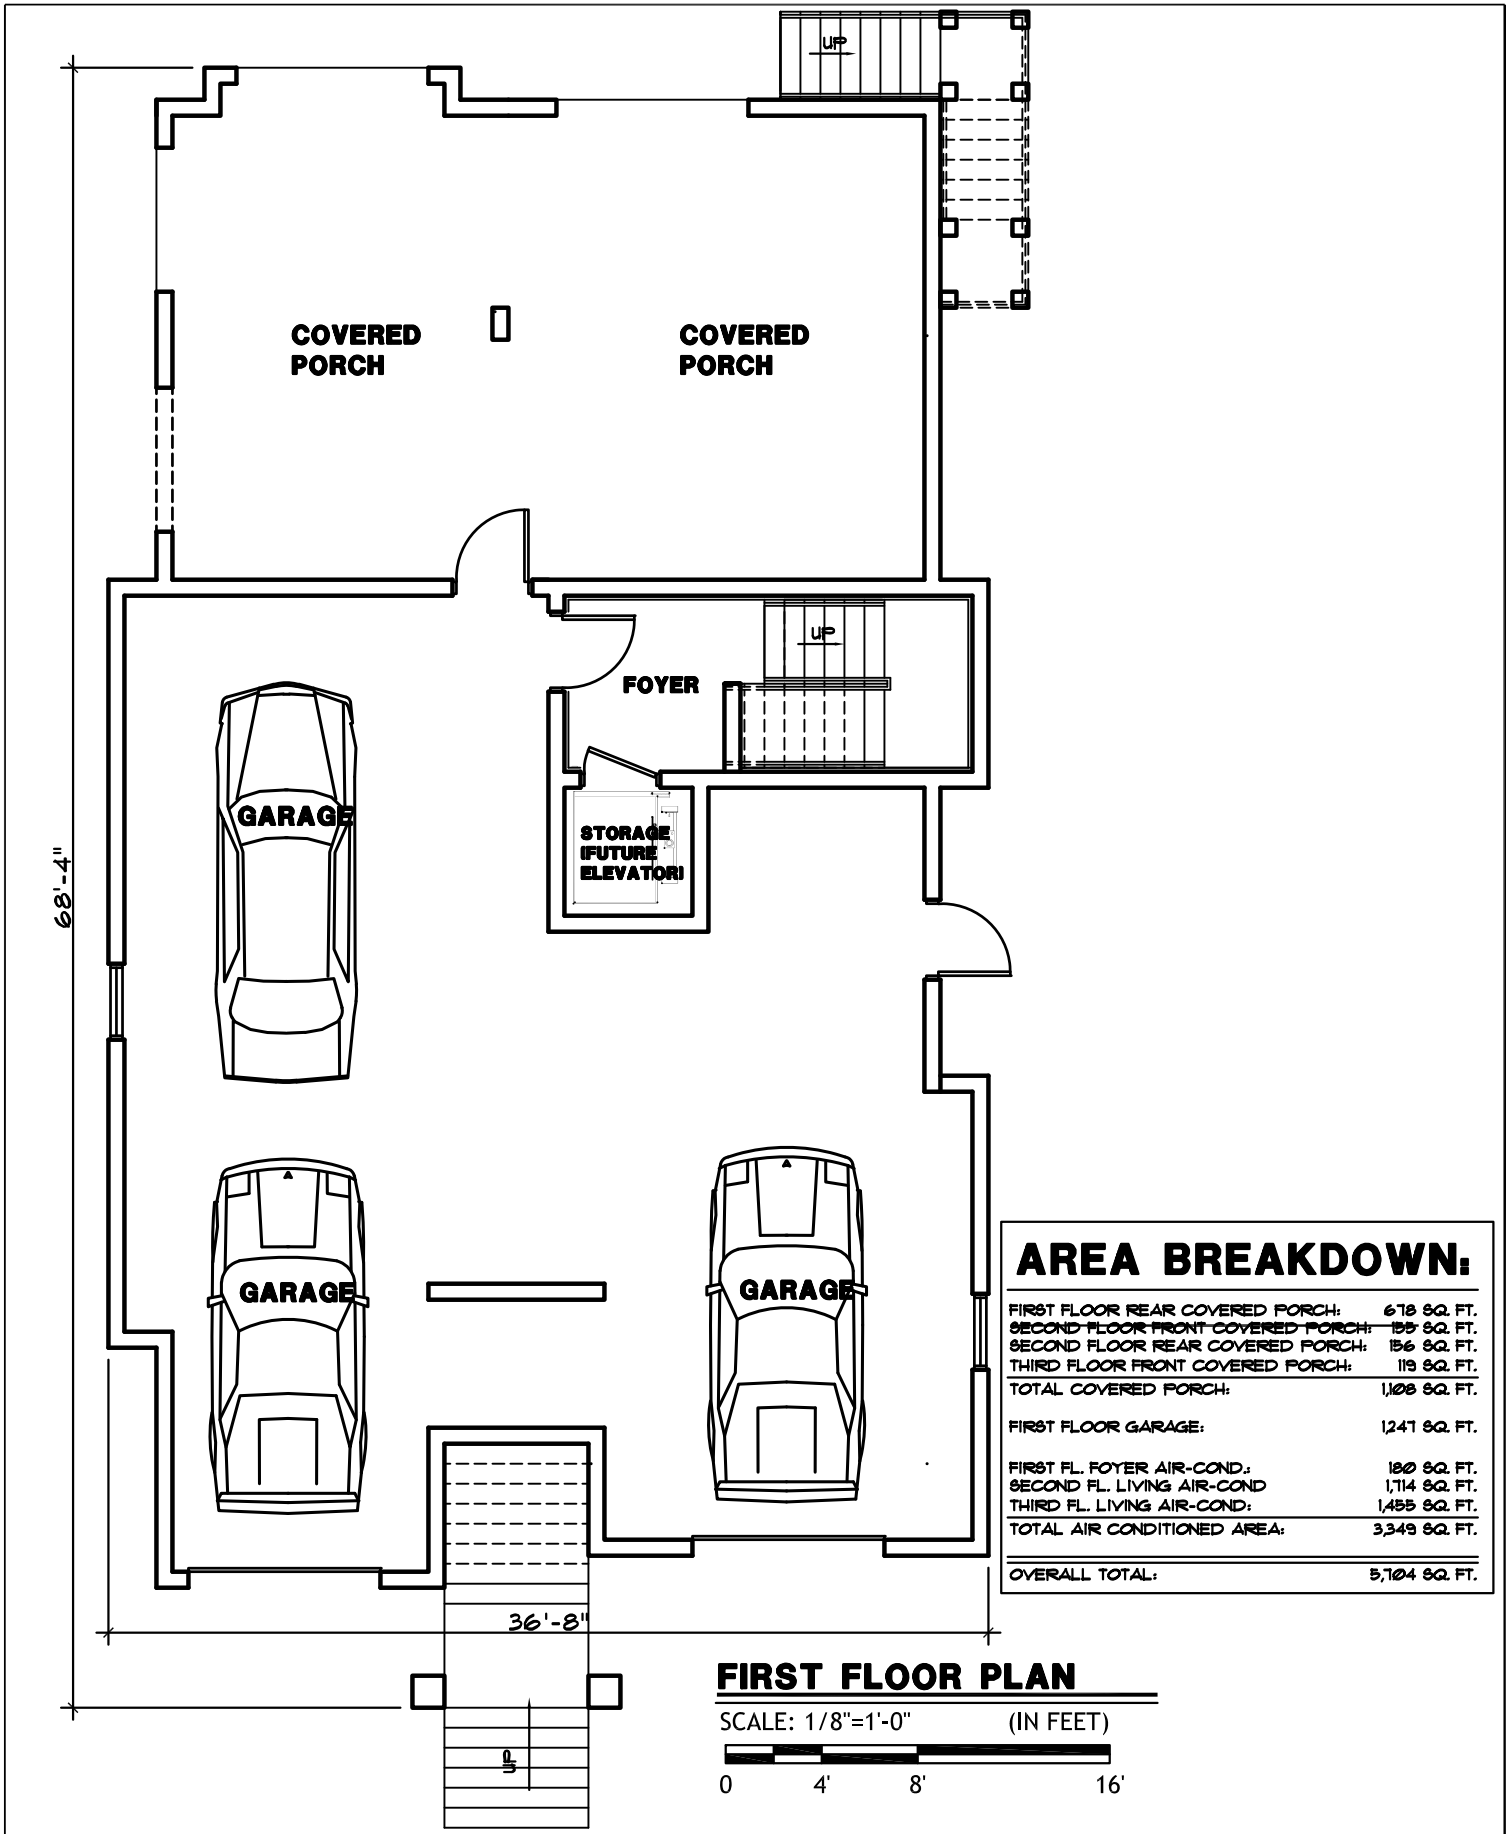 UP
COVERED
PORCH
COVERED
PORCH
UP
FOYER
GARAGE
STORAGE
(FUTURE
ELEVATOR)
68'-4"
GARAGE
GARAGE
AREA BREAKDOWN:
FIRST FLOOR REAR COVERED PORCH: 678 SQ. FT.
SECOND FLOOR FRONT COVERED PORCH: 155 SQ. FT.
SECOND FLOOR REAR COVERED PORCH: 156 SQ. FT.
THIRD FLOOR FRONT COVERED PORCH: 119 SQ. FT.
TOTAL COVERED PORCH: 1,108 SQ. FT.
FIRST FLOOR GARAGE: 1,247 SQ. FT.
FIRST FL. FOYER AIR-COND.: 180 SQ. FT.
SECOND FL. LIVING AIR-COND 1,714 SQ. FT.
THIRD FL. LIVING AIR-COND: 1,455 SQ. FT.
TOTAL AIR CONDITIONED AREA: 3,349 SQ. FT.
OVERALL TOTAL: 5,704 SQ. FT.
36'-8"
UP
FIRST FLOOR PLAN
SCALE: 1/8"=1'-0" (IN FEET)
0 4' 8' 16'